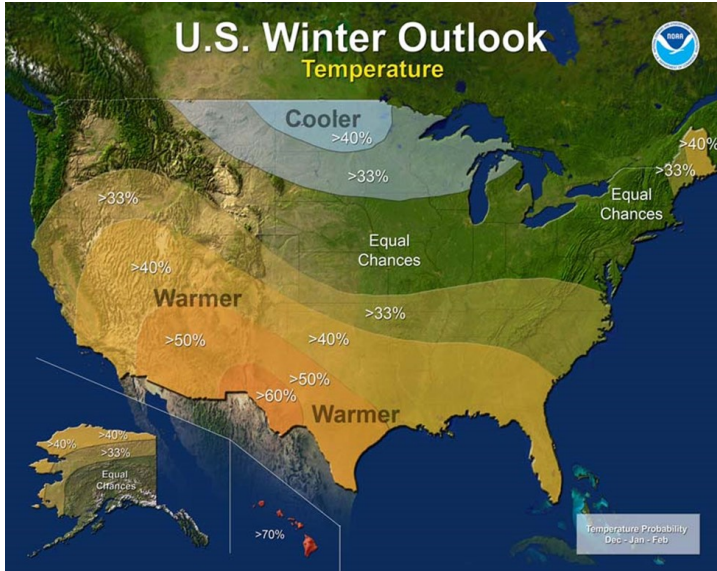 U.S. Winter Outlook
Temperature
NOAA
Cooler
>40%
>33%
>40%
>33%
Equal
Chances
>33%
Equal
Chances
>40%
Warmer
>33%
>50%
>40%
>50%
>60%
Warmer
>40%
>40%
>33%
Equal
Chances
>70%
Temperature Probability
Dec - Jan - Feb